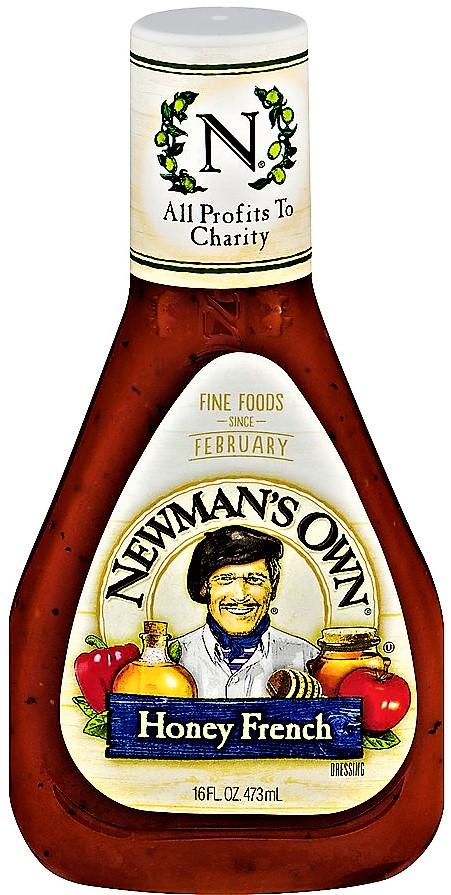 N.®
All Profits To
Charity
FINE FOODS
SINCE
FEBRUARY
NEWMAN'S OWN®
®
U
Honey French
DRESSING
16 FL. OZ. 473mL